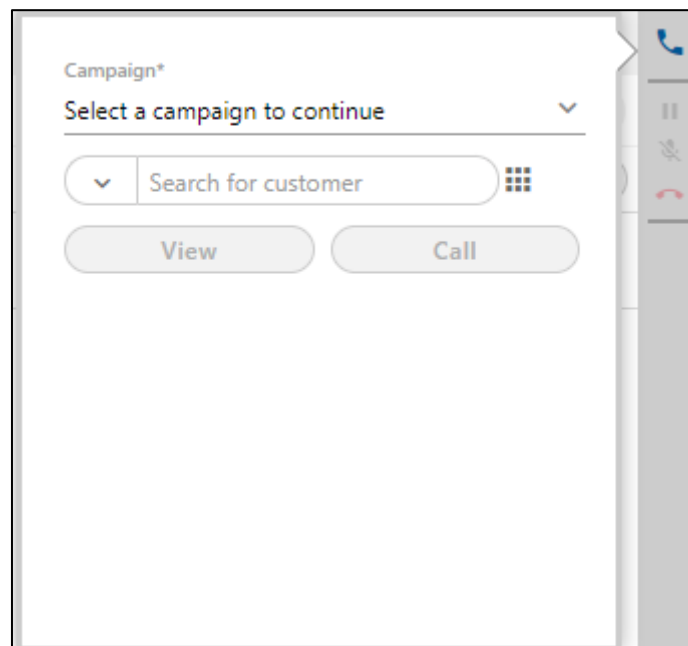 Campaign*
Select a campaign to continue
Search for customer
View
Call